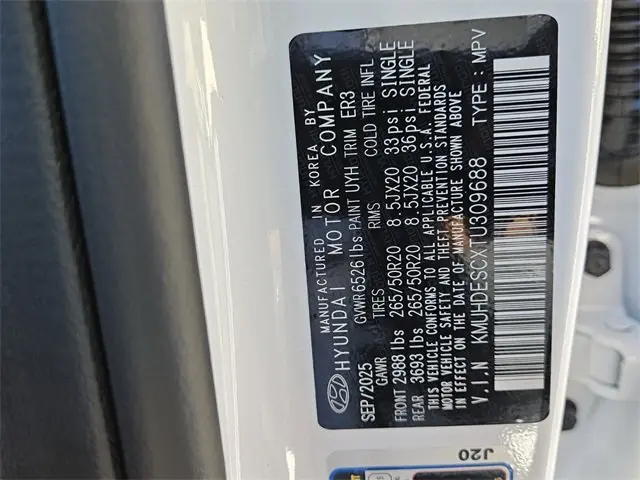 MANUFACTURED IN KOREA BY
HYUNDAI MOTOR COMPANY
SEP/2025 GVWR 6526 lbs PAINT UYH TRIM ER3
GAWR TIRES RIMS COLD TIRE INFL
FRONT 2988 lbs 265/50R20 8.5JX20 33psi SINGLE
REAR 3693 lbs 265/50R20 8.5JX20 36psi SINGLE
THIS VEHICLE CONFORMS TO ALL APPLICABLE U.S.A. FEDERAL
MOTOR VEHICLE SAFETY AND THEFT PREVENTION STANDARDS
IN EFFECT ON THE DATE OF MANUFACTURE SHOWN ABOVE
V.I.N KMUHDESCXTU309688 TYPE : MPV
J20